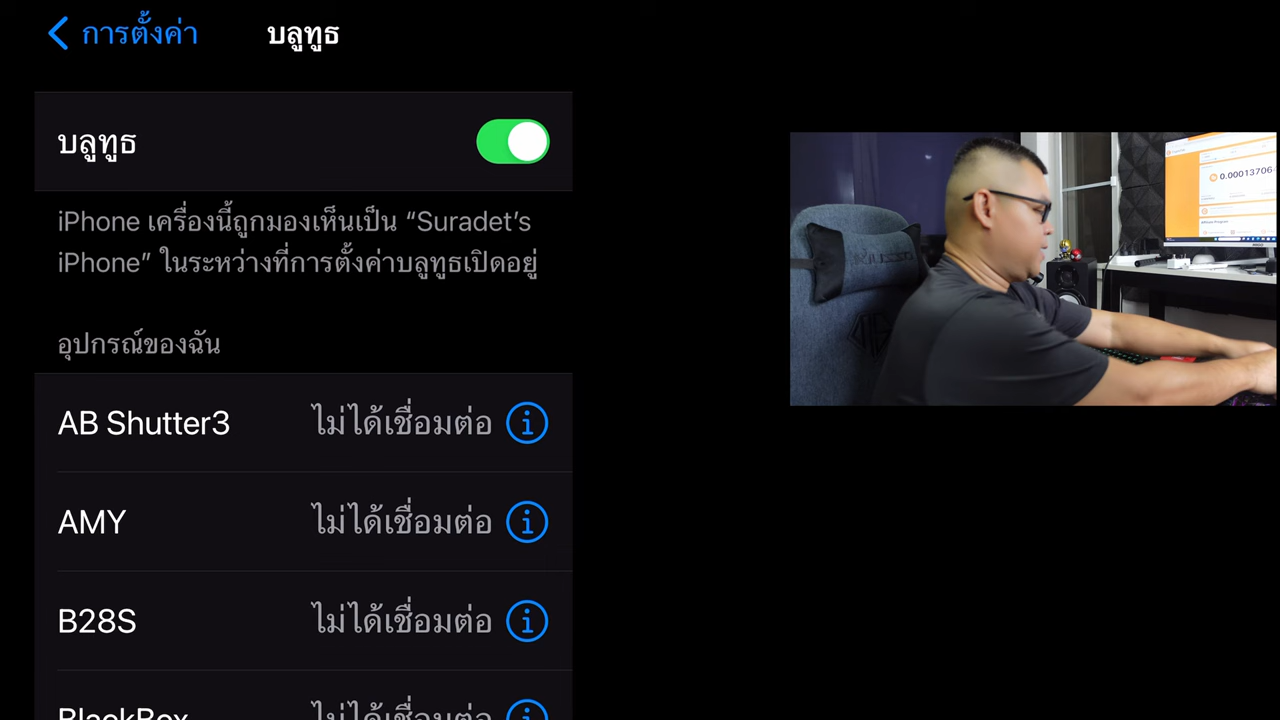 การตั้งค่า
บลูทูธ
บลูทูธ
iPhone เครื่องนี้ถูกมองเห็นเป็น “Suradet’s
iPhone” ในระหว่างที่การตั้งค่าบลูทูธเปิดอยู่
อุปกรณ์ของฉัน
AB Shutter3 ไม่ได้เชื่อมต่อ
AMY ไม่ได้เชื่อมต่อ
B28S ไม่ได้เชื่อมต่อ
BlackBox ไม่ได้เชื่อมต่อ
0.00013706